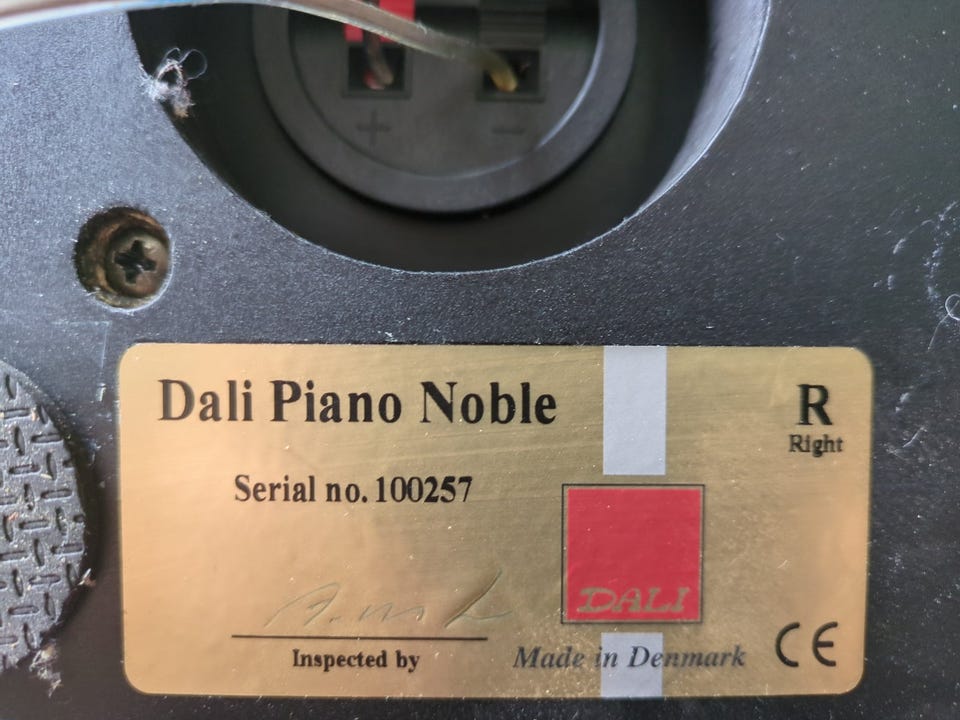 + −
Dali Piano Noble
R
Right
Serial no. 100257
DALI
Inspected by
Made in Denmark
CE